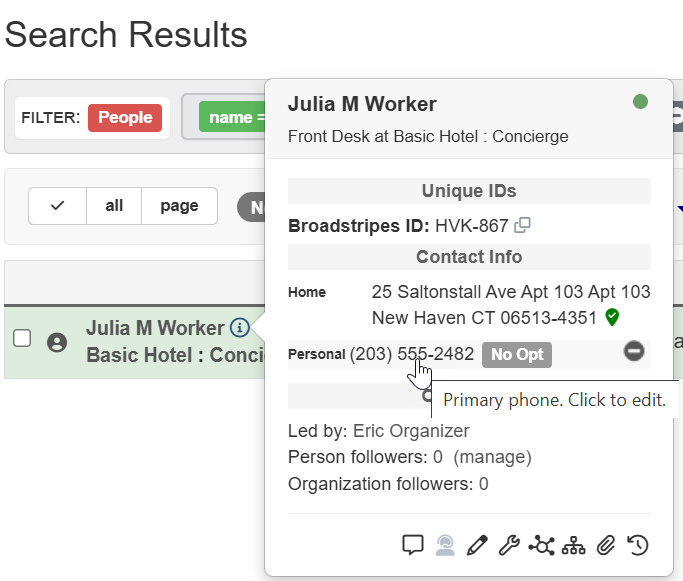 Search Results
FILTER: People name =
all page N
Julia M Worker
Front Desk at Basic Hotel : Concierge
Unique IDs
Broadstripes ID: HVK-867
Contact Info
Home 25 Saltonstall Ave Apt 103 Apt 103
New Haven CT 06513-4351
Julia M Worker
Basic Hotel : Conci
Personal (203) 555-2482 No Opt
Primary phone. Click to edit.
Led by: Eric Organizer
Person followers: 0 (manage)
Organization followers: 0